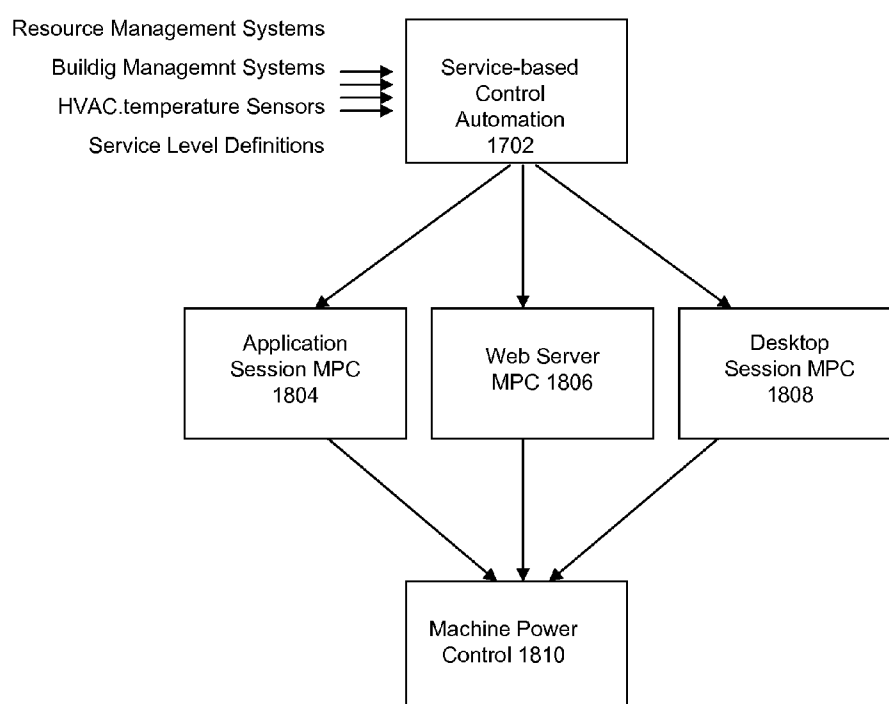 Resource Management Systems
Buildig Managemnt Systems
HVAC.temperature Sensors
Service Level Definitions
Service-based
Control
Automation
1702
Application
Session MPC
1804
Web Server
MPC 1806
Desktop
Session MPC
1808
Machine Power
Control 1810